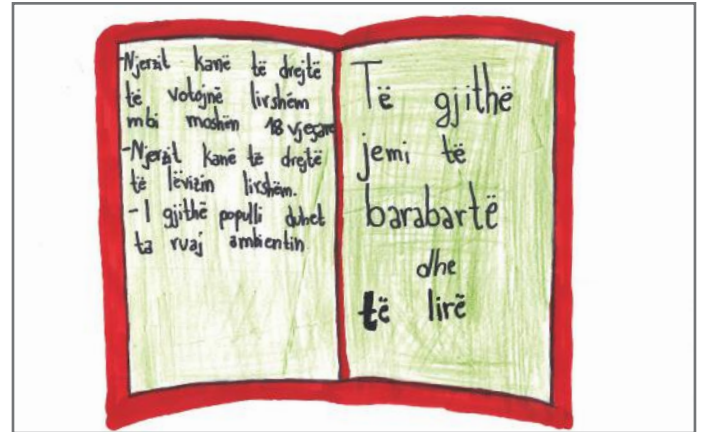 -Njerzit kanë të drejtë
të votojnë lirshëm
mbi moshën 18 vjeçare
-Njerzit kanë të drejtë
të lëvizin lirshëm.
- I gjithë populli duhet
ta ruaj ambientin
Të gjithë
jemi të
barabartë
dhe
të lirë